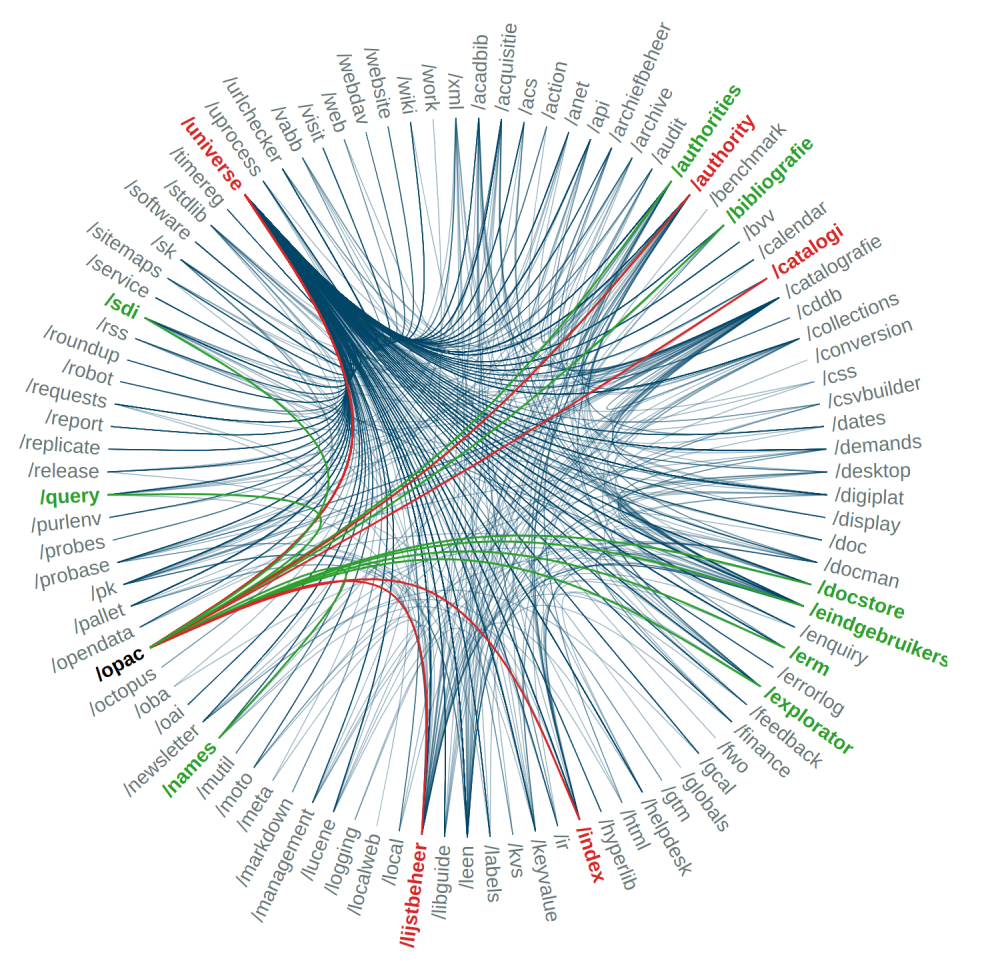 /nux
/acadbib
/acquisitie
/acs
/action
/anet
/api
/archiefbeheer
/archive
/audit
/authorities
/authority
/benchmark
/bibliografie
/bvv
/calendar
/catalogi
/catalografie
/cddb
/collections
/conversion
/css
/csvbuilder
/dates
/demands
/desktop
/digiplat
/display
/doc
/docman
/docstore
/eindgebruikers
/enquiry
/erm
/errorlog
/explorator
/feedback
/finance
/fwo
/gcal
/globals
/gtm
/helpdesk
/html
/hyperlib
/index
/ir
/keyvalue
/kvs
/labels
/leen
/libguide
/lijstbeheer
/local
/localweb
/logging
/lucene
/management
/markdown
/meta
/moto
/mutil
/names
/newsletter
/oai
/oba
/octopus
/opac
/opendata
/pallet
/pk
/probase
/probes
/purlenv
/query
/release
/replicate
/report
/requests
/robot
/roundup
/rss
/sdi
/service
/sitemaps
/sk
/software
/stdlib
/timereg
/universe
/uprocess
/urlchecker
/vabb
/visit
/web
/webdav
/website
/wiki
/work